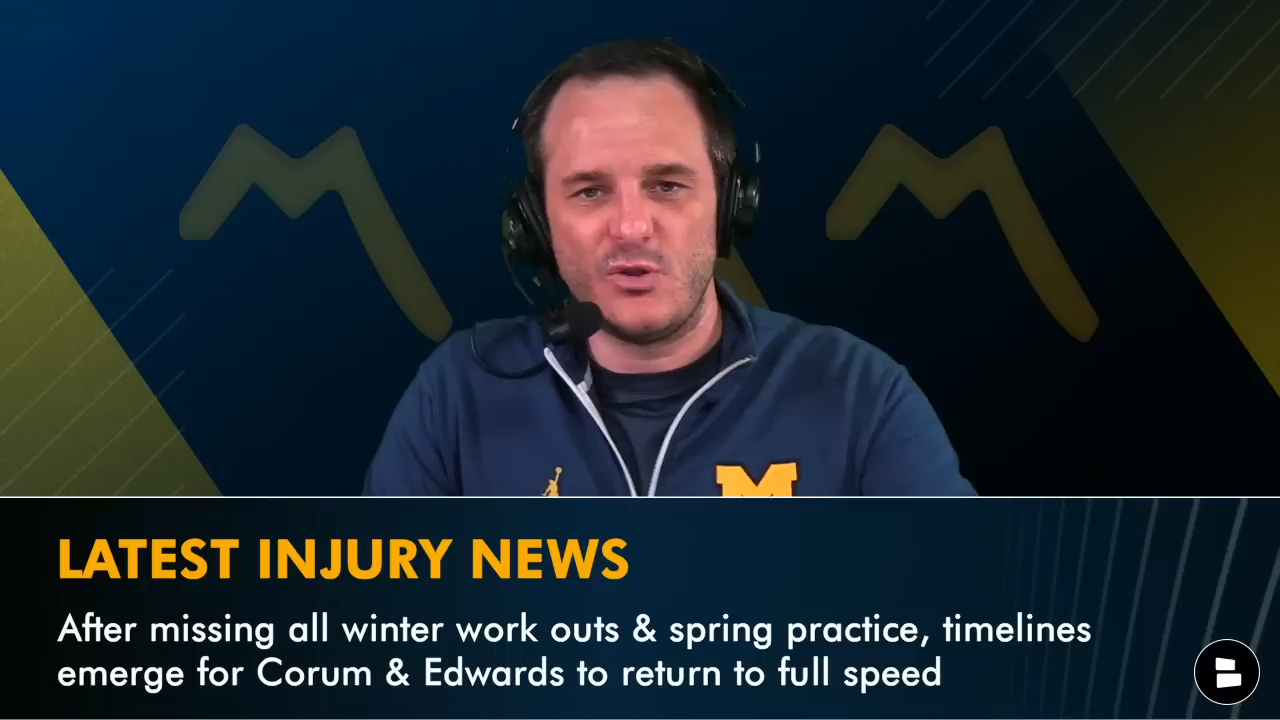 M
LATEST INJURY NEWS
After missing all winter work outs & spring practice, timelines
emerge for Corum & Edwards to return to full speed